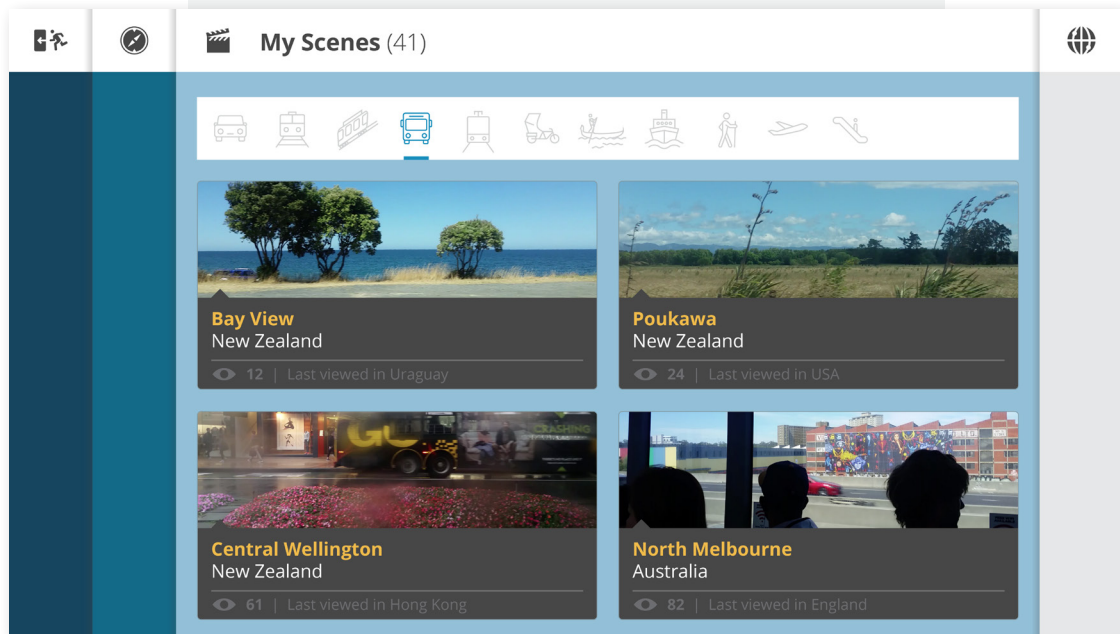 My Scenes (41)
Bay View
New Zealand
12 | Last viewed in Uraguay
Poukawa
New Zealand
24 | Last viewed in USA
GO
CRASHING
Central Wellington
New Zealand
61 | Last viewed in Hong Kong
North Melbourne
Australia
82 | Last viewed in England